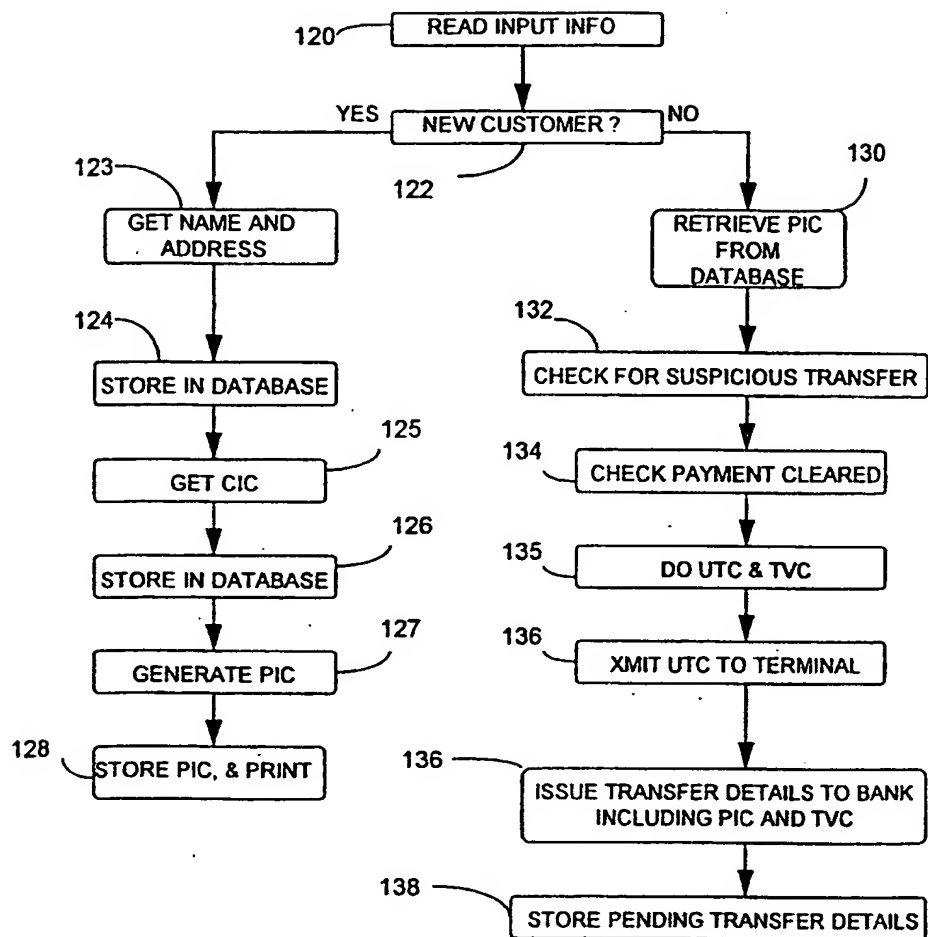 120
READ INPUT INFO
YES
NEW CUSTOMER ?
NO
122
123
GET NAME AND
ADDRESS
124
STORE IN DATABASE
125
GET CIC
126
STORE IN DATABASE
127
GENERATE PIC
128
STORE PIC, & PRINT
130
RETRIEVE PIC
FROM
DATABASE
132
CHECK FOR SUSPICIOUS TRANSFER
134
CHECK PAYMENT CLEARED
135
DO UTC & TVC
136
XMIT UTC TO TERMINAL
136
ISSUE TRANSFER DETAILS TO BANK
INCLUDING PIC AND TVC
138
STORE PENDING TRANSFER DETAILS